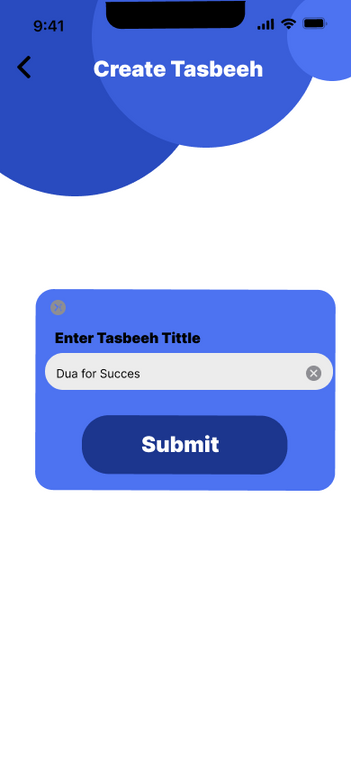 9:41
Create Tasbeeh
Enter Tasbeeh Tittle
Dua for Succes
Submit